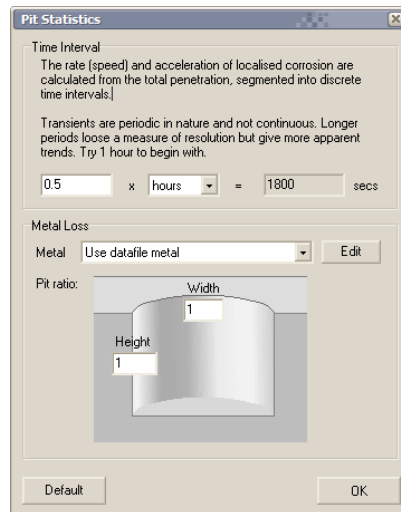 Pit Statistics
Time Interval
The rate (speed) and acceleration of localised corrosion are
calculated from the total penetration, segmented into discrete
time intervals.
Transients are periodic in nature and not continuous. Longer
periods loose a measure of resolution but give more apparent
trends. Try 1 hour to begin with.
0.5 x hours = 1800 secs
Metal Loss
Metal Use datafile metal Edit
Pit ratio:
Width
1
Height
1
Default OK